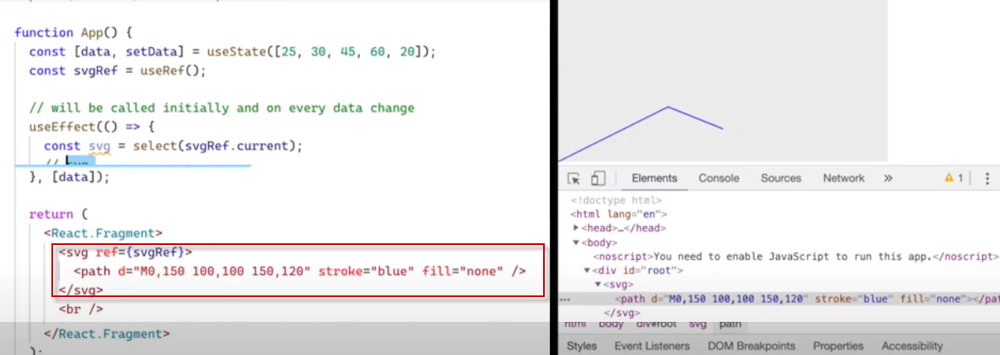 function App() {
const [data, setData] = useState([25, 30, 45, 60, 20]);
const svgRef = useRef();
// will be called initially and on every data change
useEffect(() => {
const svg = select(svgRef.current);
// svg
}, [data]);
return (
<React.Fragment>
<svg ref={svgRef}>
<path d="M0,150 100,100 150,120" stroke="blue" fill="none" />
</svg>
<br />
</React.Fragment>
);
Elements Console Sources Network » 1
<!doctype html>
<html lang="en">
<head>…</head>
<body>
<noscript>You need to enable JavaScript to run this app.</noscript>
<div id="root">
<svg>
<path d="M0,150 100,100 150,120" stroke="blue" fill="none"></pat
</svg>
html body div#root svg path
Styles Event Listeners DOM Breakpoints Properties Accessibility